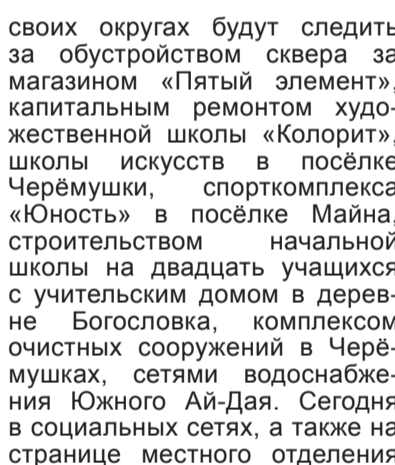 своих округах будут следить
за обустройством сквера за
магазином «Пятый элемент»,
капитальным ремонтом худо-
жественной школы «Колорит»,
школы искусств в посёлке
Черёмушки, спорткомплекса
«Юность» в посёлке Майна,
строительством начальной
школы на двадцать учащихся
с учительским домом в дерев-
не Богословка, комплексом
очистных сооружений в Черё-
мушках, сетями водоснабже-
ния Южного Ай-Дая. Сегодня
в социальных сетях, а также на
странице местного отделения